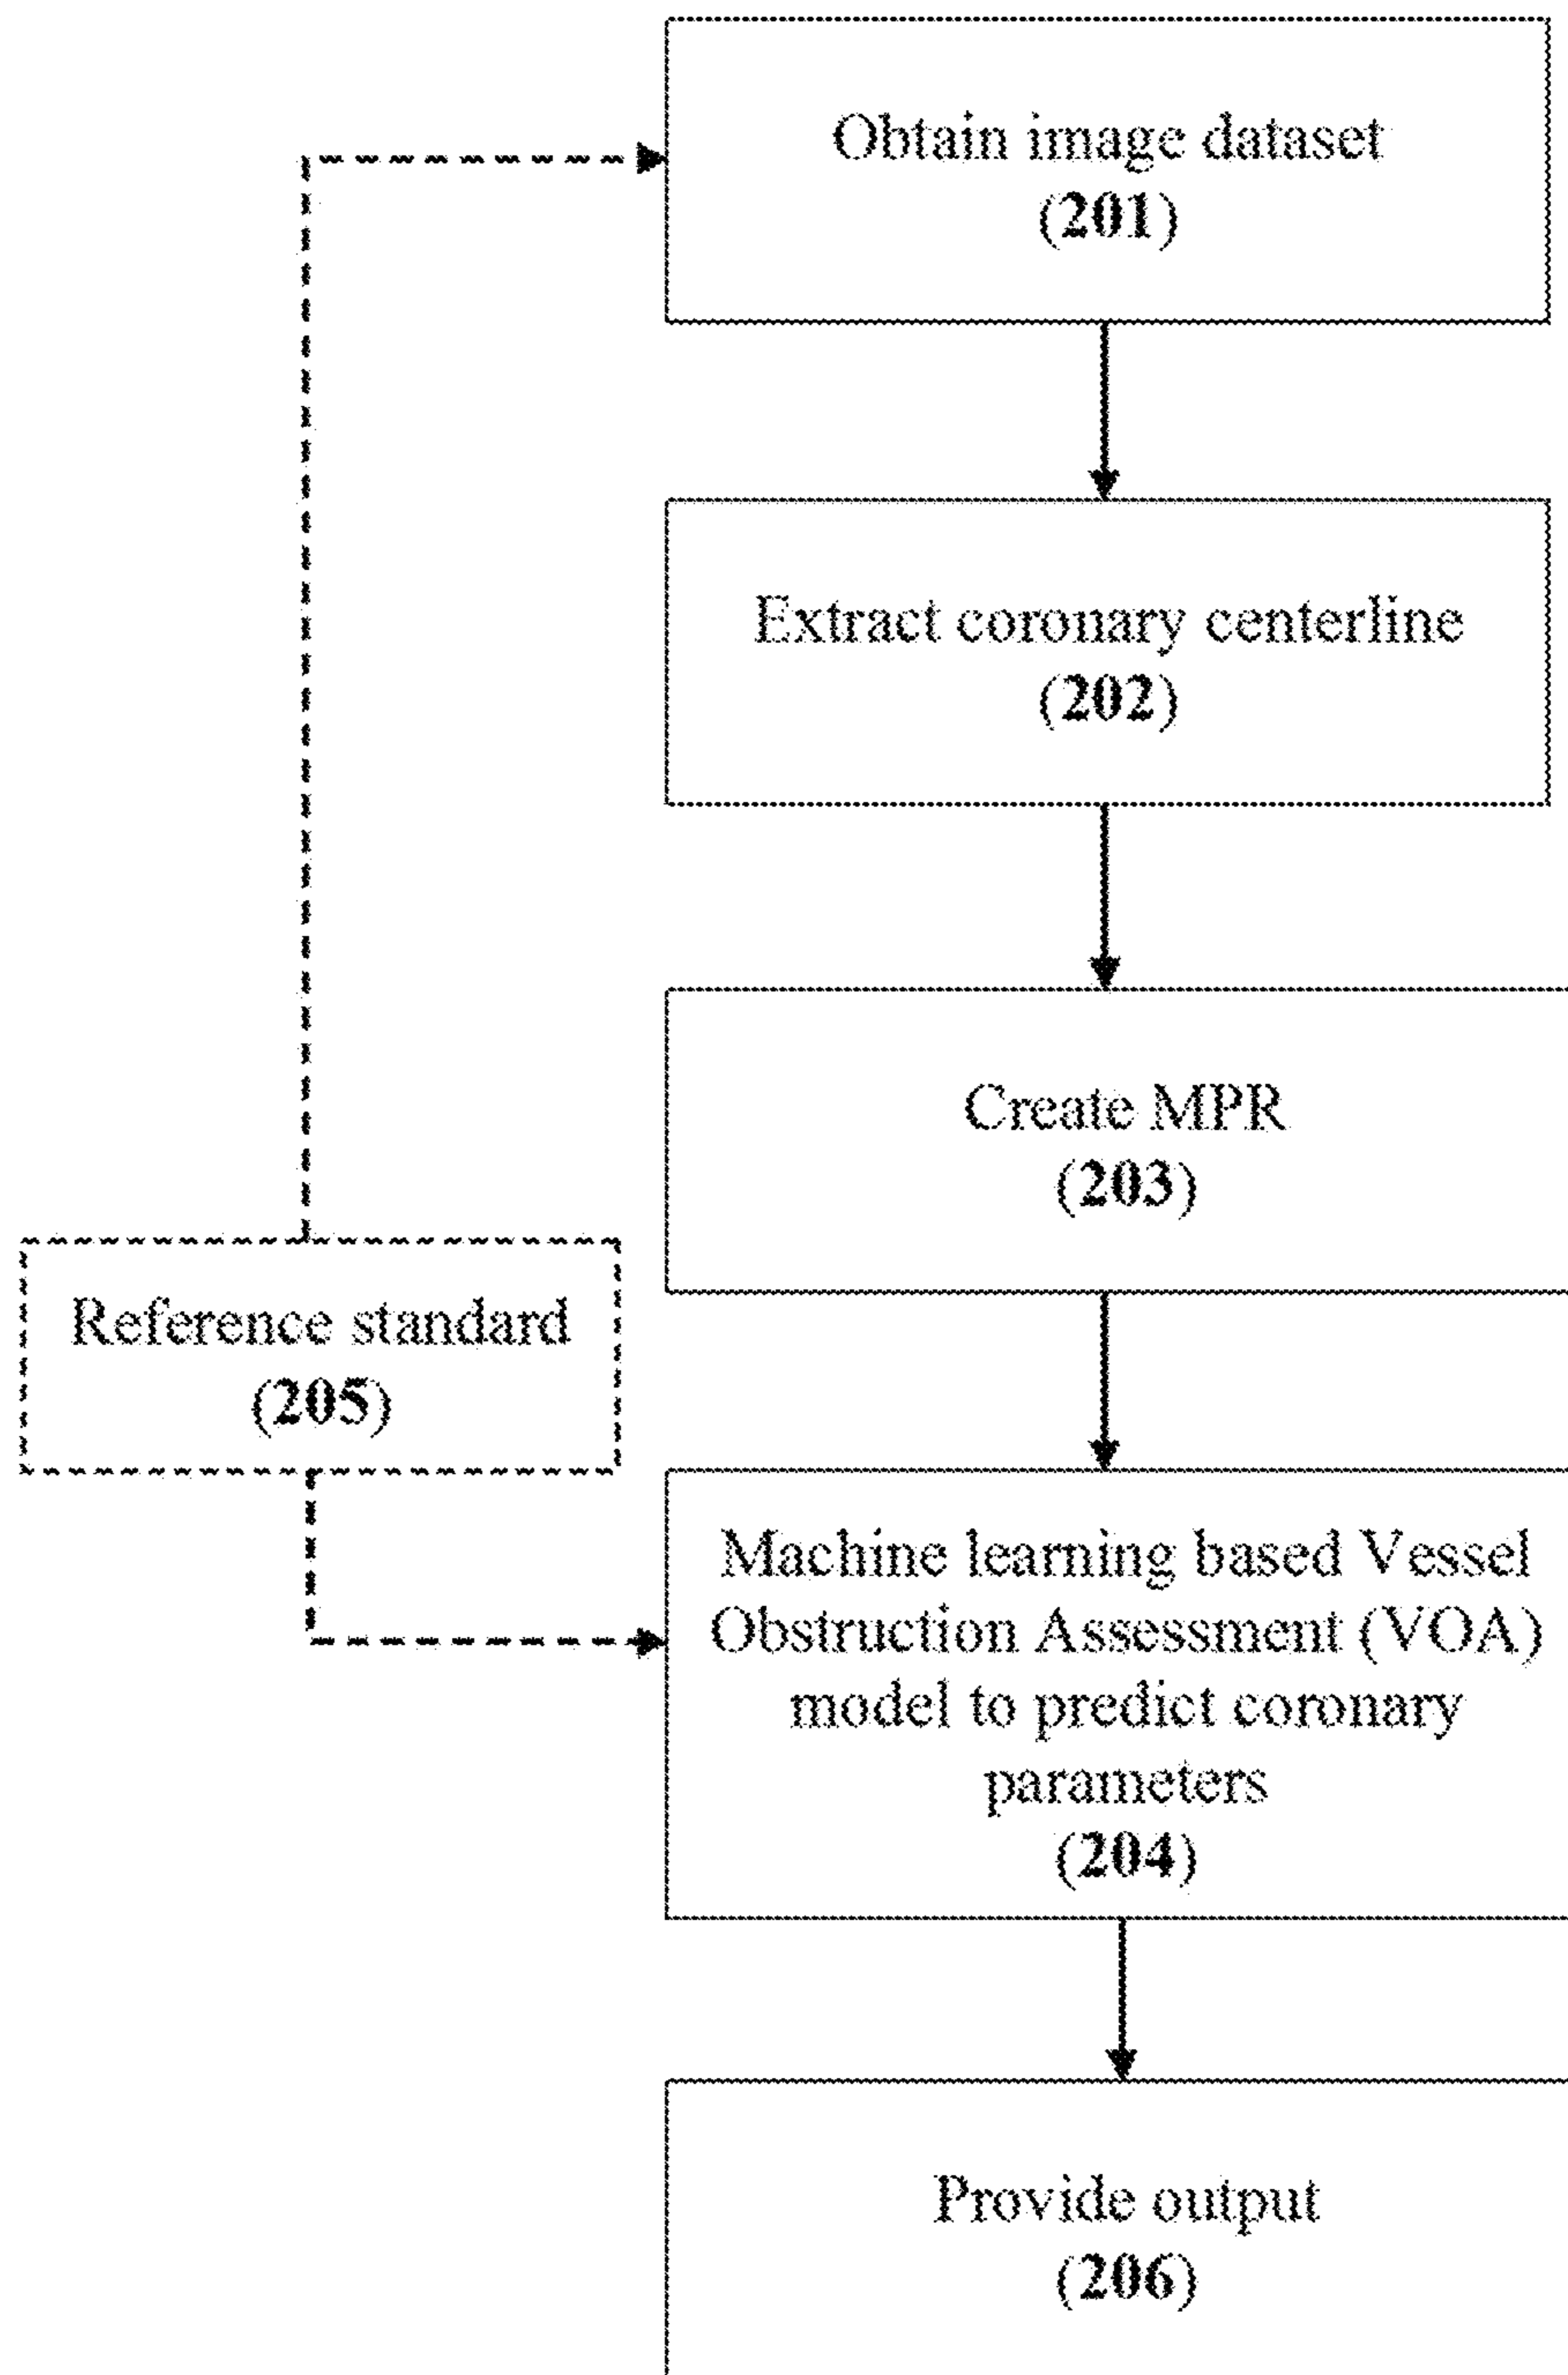 Obtain image dataset
(201)
Extract coronary centerline
(202)
Create MPR
(203)
Reference standard
(205)
Machine learning based Vessel
Obstruction Assessment (VOA)
model to predict coronary
parameters
(204)
Provide output
(206)